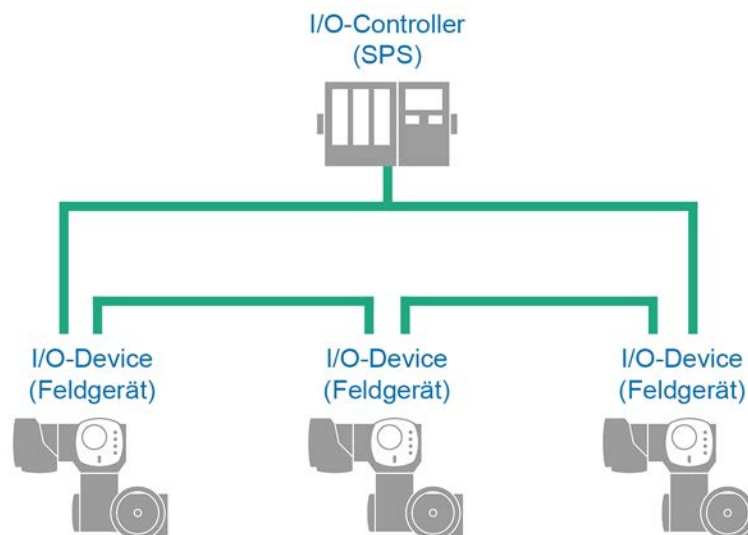 I/O-Controller
(SPS)
I/O-Device
(Feldgerät)
I/O-Device
(Feldgerät)
I/O-Device
(Feldgerät)